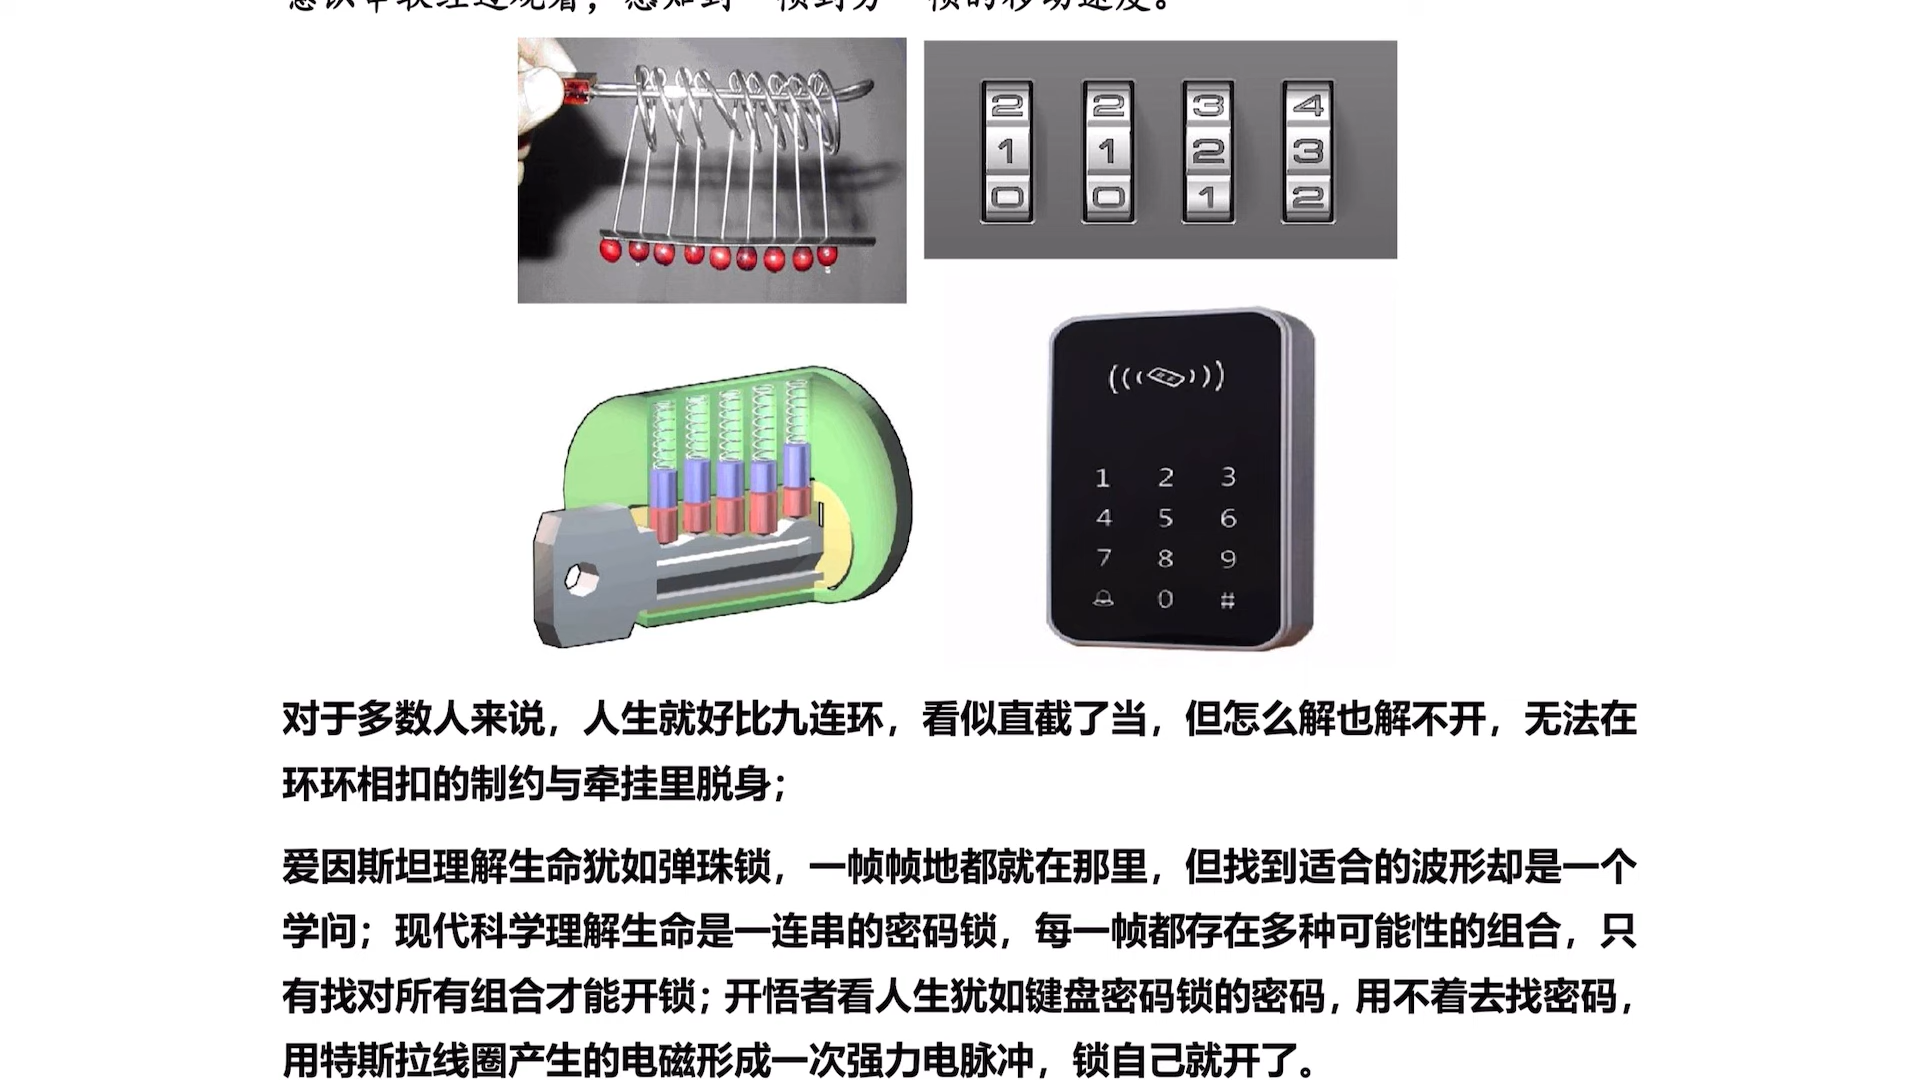 2 2 3 4
1 1 2 3
0 0 1 2
1 2 3
4 5 6
7 8 9
0 #
对于多数人来说，人生就好比九连环，看似直截了当，但怎么解也解不开，无法在
环环相扣的制约与牵挂里脱身；
爱因斯坦理解生命犹如弹珠锁，一帧帧地都就在那里，但找到适合的波形却是一个
学问；现代科学理解生命是一连串的密码锁，每一帧都存在多种可能性的组合，只
有找对所有组合才能开锁；开悟者看人生犹如键盘密码锁的密码，用不着去找密码，
用特斯拉线圈产生的电磁形成一次强力电脉冲，锁自己就开了。